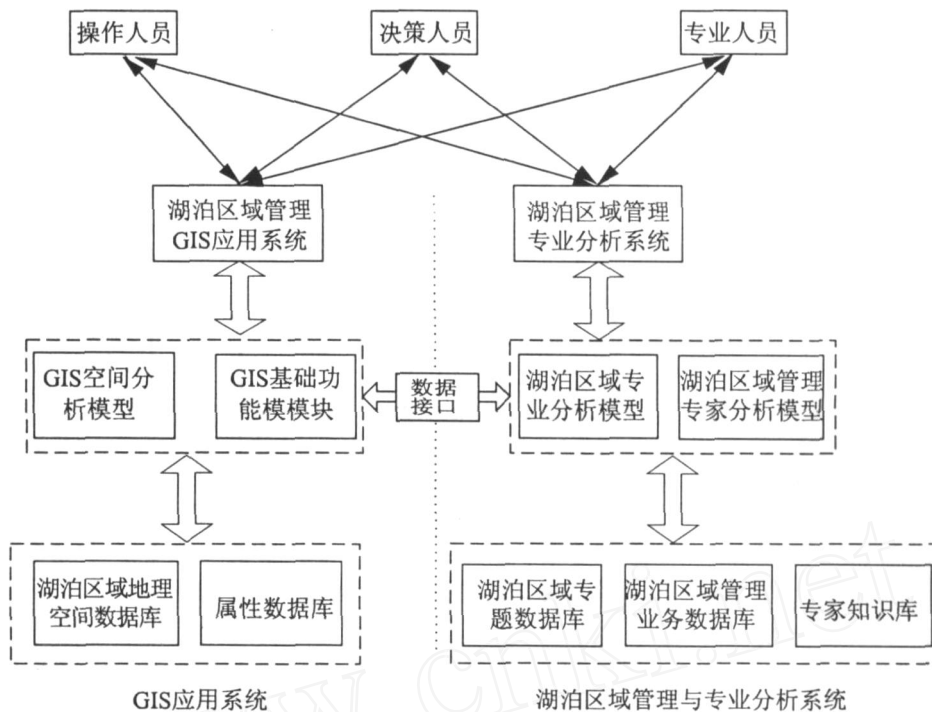 操作人员
决策人员
专业人员
湖泊区域管理
GIS应用系统
湖泊区域管理
专业分析系统
GIS空间分
析模型
GIS基础功
能模模块
数据
接口
湖泊区域专
业分析模型
湖泊区域管理
专家分析模型
湖泊区域地理
空间数据库
属性数据库
湖泊区域专
题数据库
湖泊区域管理
业务数据库
专家知识库
GIS应用系统
湖泊区域管理与专业分析系统
www.cnki.net